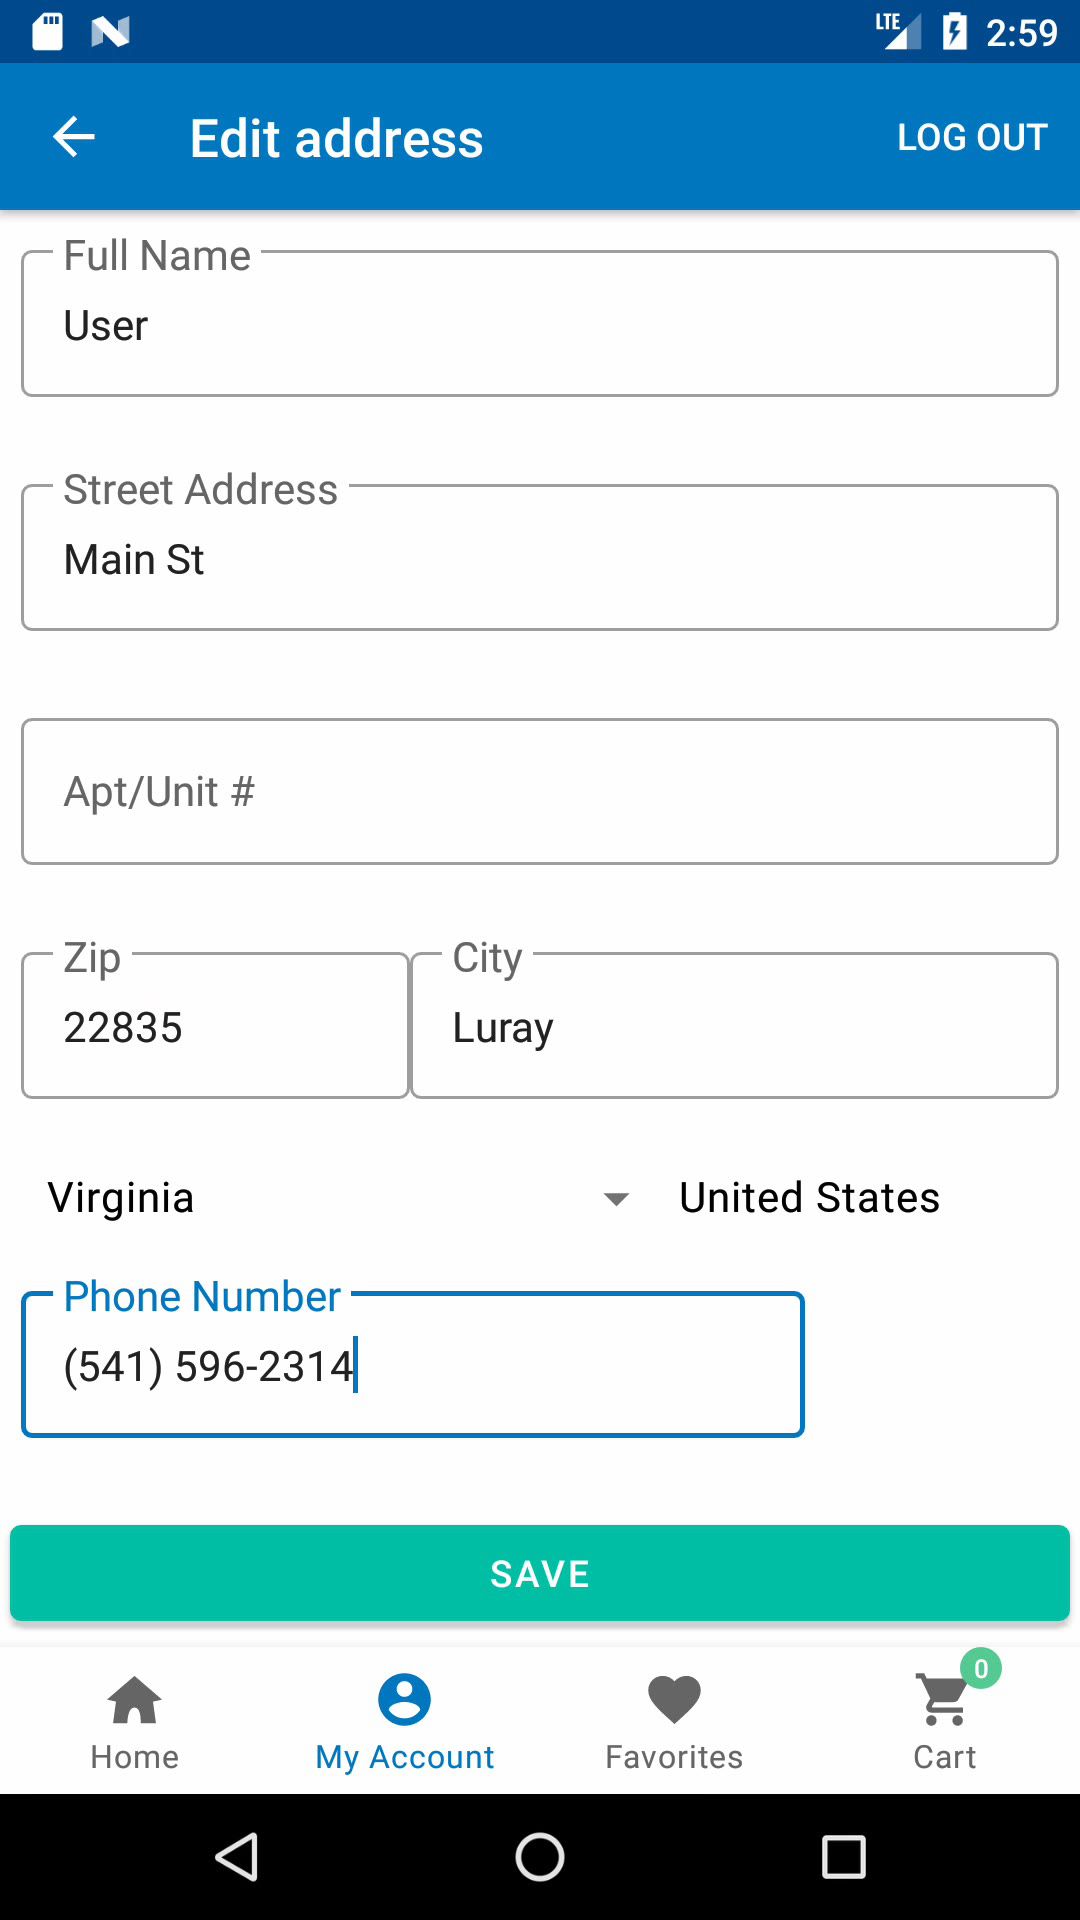 LTE 2:59
Edit address LOG OUT
Full Name
User
Street Address
Main St
Apt/Unit #
Zip City
22835 Luray
Virginia United States
Phone Number
(541) 596-2314
SAVE
0
Home My Account Favorites Cart